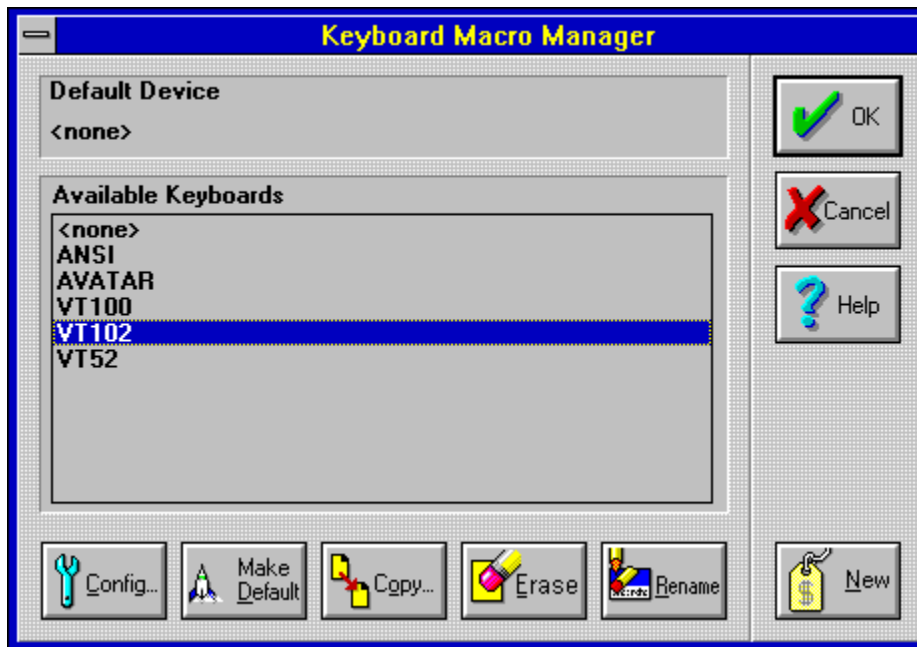 Keyboard Macro Manager
Default Device
<none>
OK
Available Keyboards
<none>
ANSI
AVATAR
VT100
VT102
VT52
Cancel
Help
Config...
Make
Default
Copy...
Erase
Rename
New